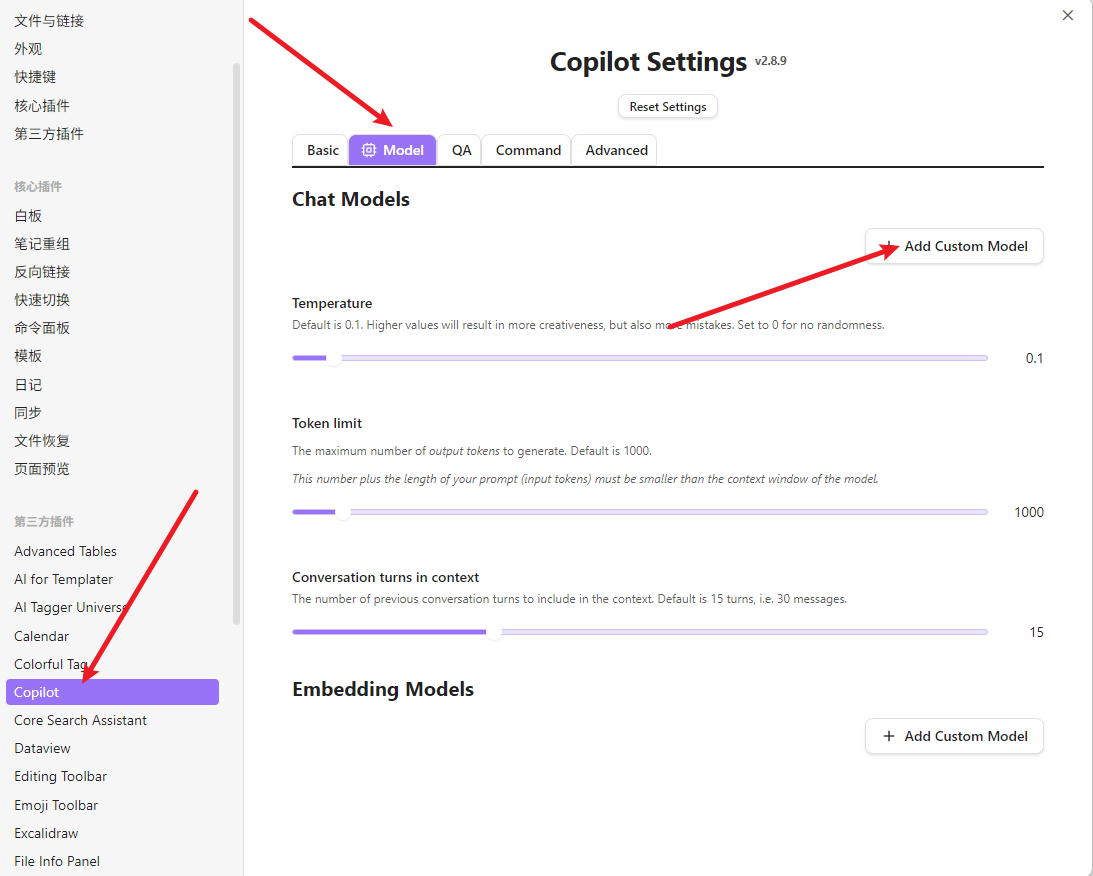 文件与链接
外观
快捷键
核心插件
第三方插件
核心插件
白板
笔记重组
反向链接
快速切换
命令面板
模板
日记
同步
文件恢复
页面预览
第三方插件
Advanced Tables
AI for Templater
AI Tagger Universe
Calendar
Colorful Tag
Copilot
Core Search Assistant
Dataview
Editing Toolbar
Emoji Toolbar
Excalidraw
File Info Panel
Copilot Settings v2.8.9
Reset Settings
Basic Model QA Command Advanced
Chat Models
+ Add Custom Model
Temperature
Default is 0.1. Higher values will result in more creativeness, but also more mistakes. Set to 0 for no randomness.
0.1
Token limit
The maximum number of output tokens to generate. Default is 1000.
This number plus the length of your prompt (input tokens) must be smaller than the context window of the model.
1000
Conversation turns in context
The number of previous conversation turns to include in the context. Default is 15 turns, i.e. 30 messages.
15
Embedding Models
+ Add Custom Model